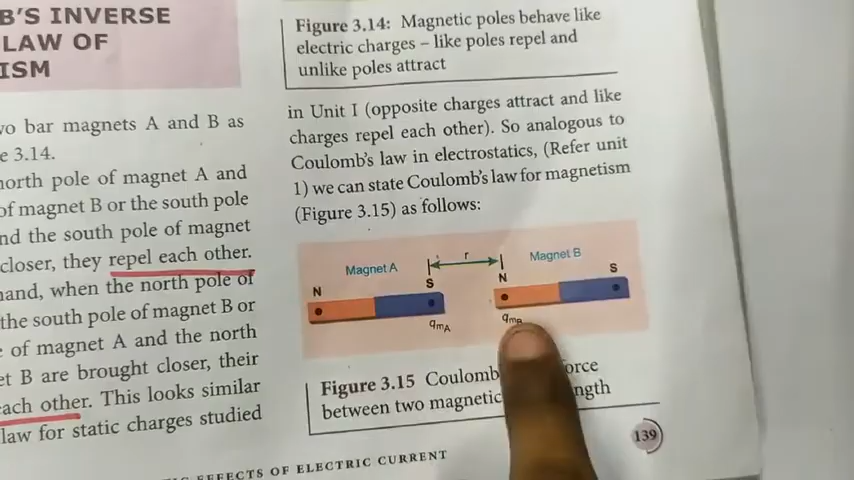 B'S INVERSE
LAW OF
ISM
wo bar magnets A and B as
e 3.14.
north pole of magnet A and
of magnet B or the south pole
nd the south pole of magnet
closer, they repel each other.
hand, when the north pole of
the south pole of magnet B or
e of magnet A and the north
et B are brought closer, their
each other. This looks similar
law for static charges studied
Figure 3.14: Magnetic poles behave like
electric charges – like poles repel and
unlike poles attract
in Unit I (opposite charges attract and like
charges repel each other). So analogous to
Coulomb's law in electrostatics, (Refer unit
1) we can state Coulomb's law for magnetism
(Figure 3.15) as follows:
Magnet A
r
Magnet B
N
S
N
S
qmA
qmB
Figure 3.15 Coulomb orce
between two magnetic ngth
EFFECTS OF ELECTRIC CURRENT
139